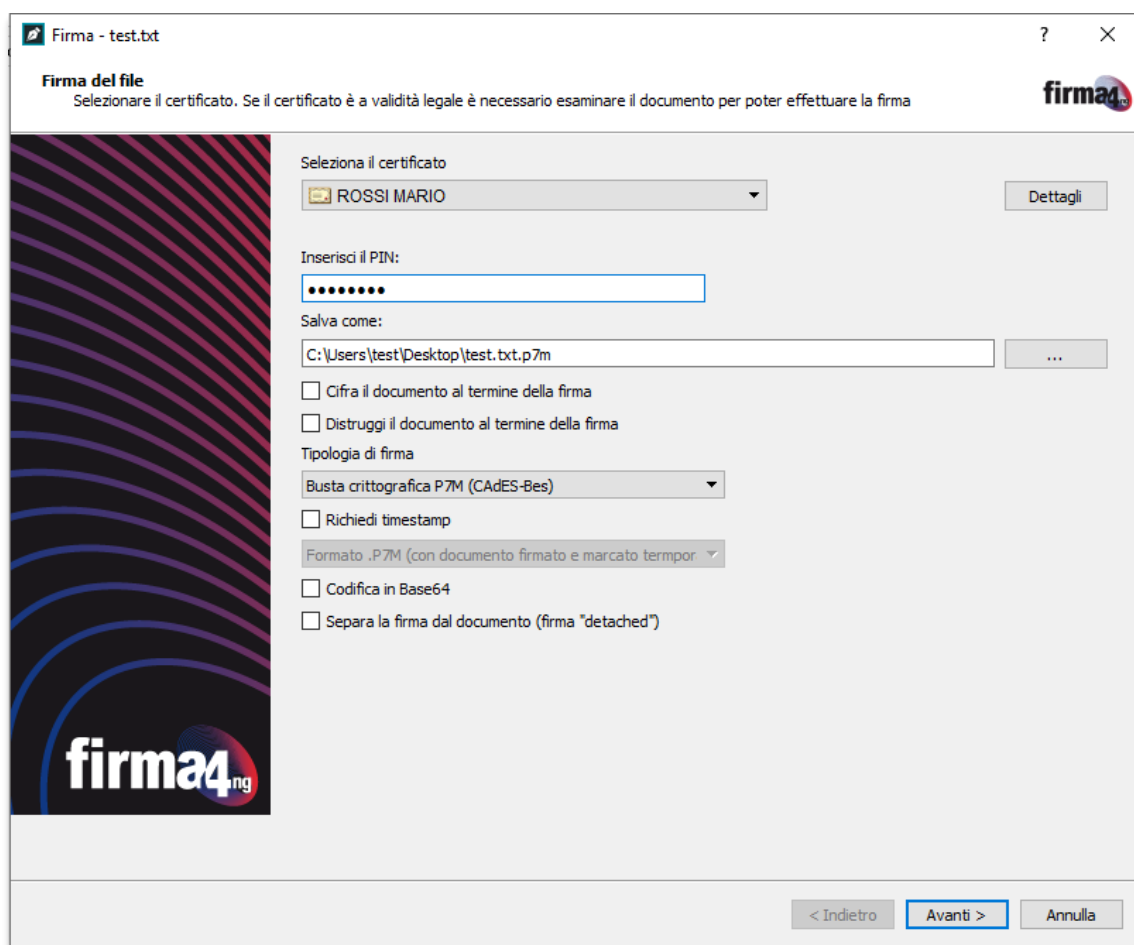 Firma - test.txt
?
Firma del file
Selezionare il certificato. Se il certificato è a validità legale è necessario esaminare il documento per poter effettuare la firma
firma4ng
Seleziona il certificato
ROSSI MARIO
Dettagli
Inserisci il PIN:
••••••••
Salva come:
C:\Users\test\Desktop\test.txt.p7m
...
Cifra il documento al termine della firma
Distruggi il documento al termine della firma
Tipologia di firma
Busta crittografica P7M (CAdES-Bes)
Richiedi timestamp
Formato .P7M (con documento firmato e marcato termpor
Codifica in Base64
Separa la firma dal documento (firma "detached")
firma4ng
< Indietro
Avanti >
Annulla